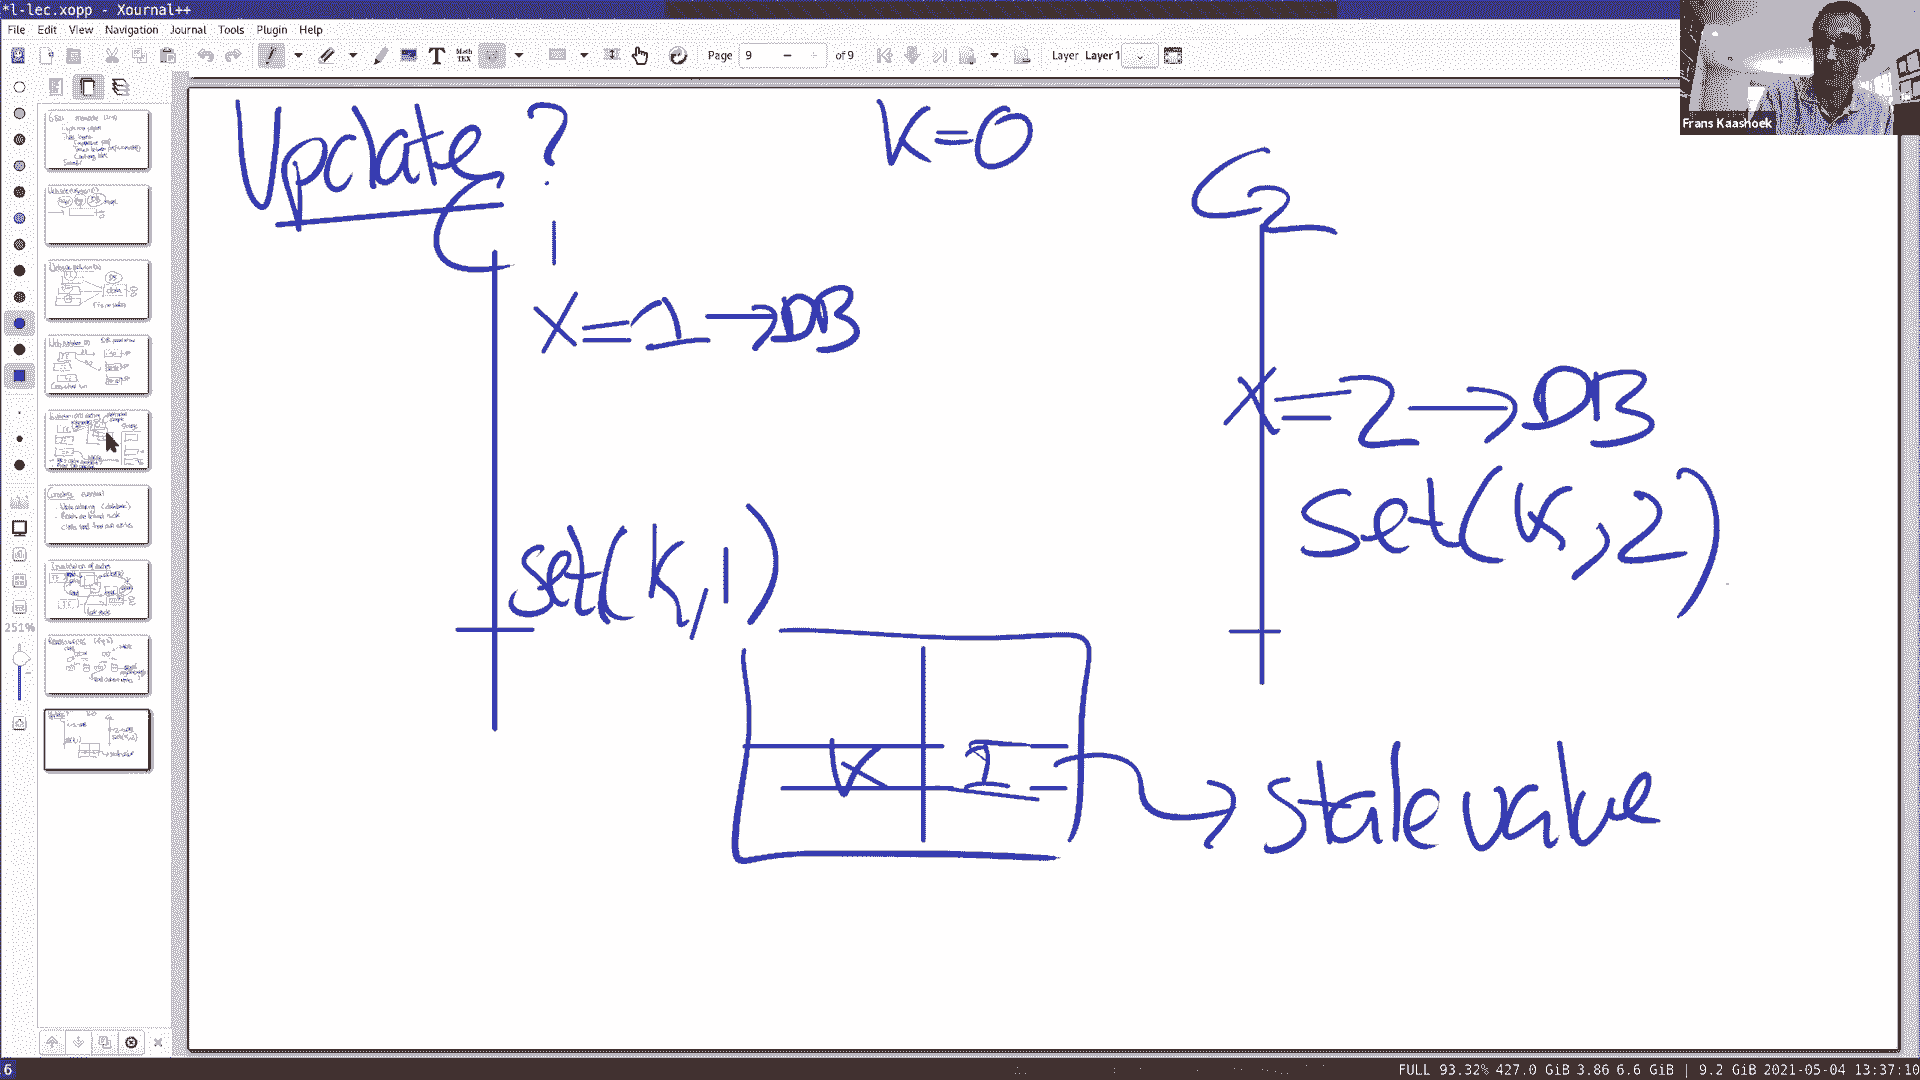 *l-lec.xopp - Xournal++
File Edit View Navigation Journal Tools Plugin Help
Page 9 of 9 Layer Layer 1
Frans Kaashoek
Update ? K=0
C1 C2
X=1→DB
X=2→DB
Set(K,2)
set(K,1)
K 1 → stale value
251%
6 FULL 93.32% 427.0 GiB 3.86 6.6 GiB | 9.2 GiB 2021-05-04 13:37:10